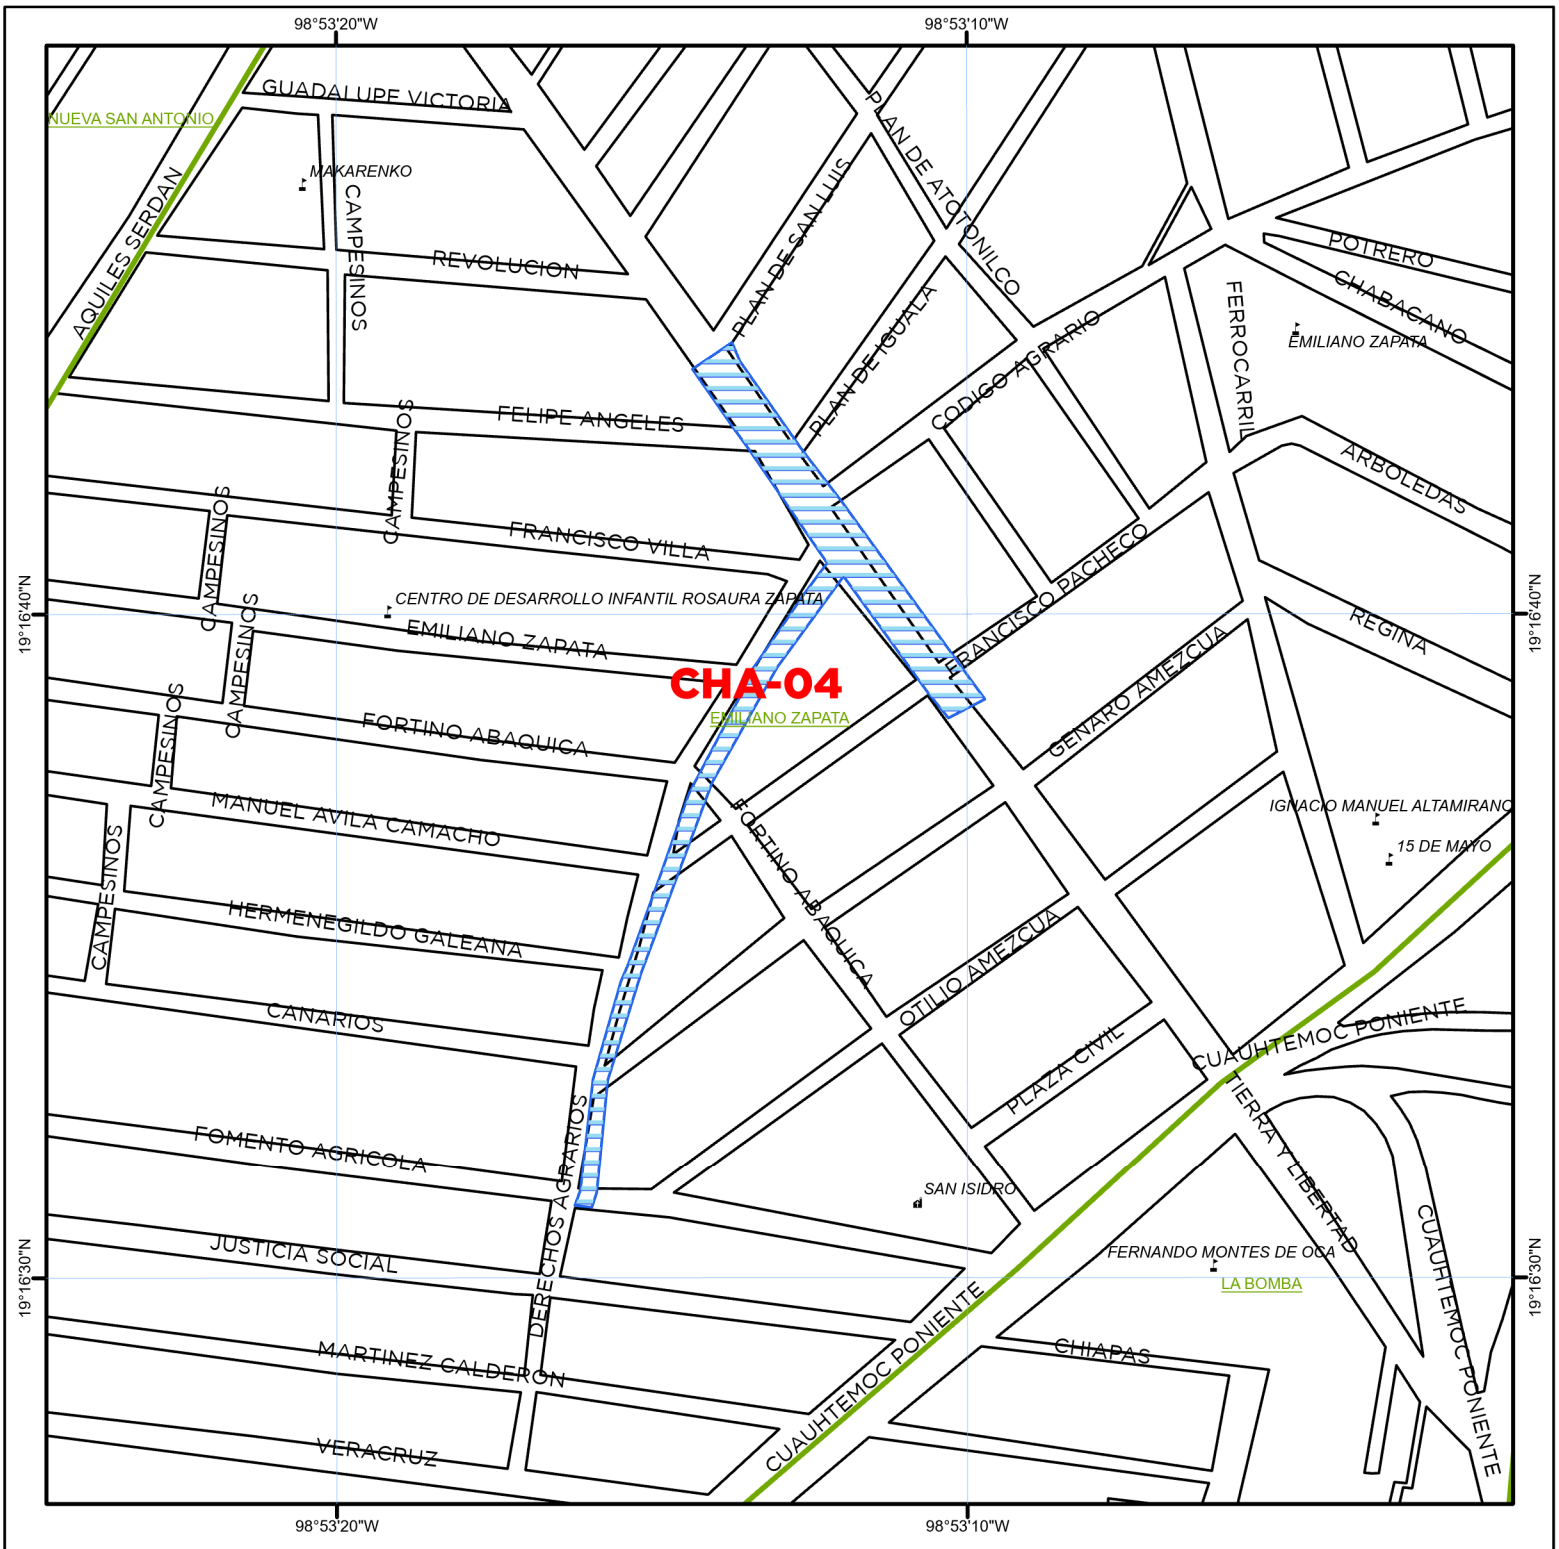 98°53'20"W
98°53'10"W
GUADALUPE VICTORIA
NUEVA SAN ANTONIO
PLAN DE ATOTONILCO
MAKARENKO
AQUILES SERDAN
CAMPESINOS
PLAN DE SAN LUIS
REVOLUCION
POTRERO
CHABACANO
EMILIANO ZAPATA
FERROCARRIL
PLAN DE IGUALA
CODIGO AGRARIO
FELIPE ANGELES
CAMPESINOS
ARBOLEDAS
CAMPESINOS
FRANCISCO VILLA
FRANCISCO PACHECO
19°16'40"N
19°16'40"N
CENTRO DE DESARROLLO INFANTIL ROSAURA ZAPATA
CAMPESINOS
EMILIANO ZAPATA
REGINA
GENARO AMEZCUA
CHA-04
EMILIANO ZAPATA
FORTINO ABAQUICA
CAMPESINOS
MANUEL AVILA CAMACHO
IGNACIO MANUEL ALTAMIRANO
15 DE MAYO
FORTINO ABAQUICA
CAMPESINOS
HERMENEGILDO GALEANA
OTILIO AMEZCUA
CANARIOS
CUAUHTEMOC PONIENTE
PLAZA CIVIL
TIERRA Y LIBERTAD
FOMENTO AGRICOLA
DERECHOS AGRARIOS
SAN ISIDRO
JUSTICIA SOCIAL
FERNANDO MONTES DE OCA
LA BOMBA
CUAUHTEMOC PONIENTE
19°16'30"N
19°16'30"N
CUAUHTEMOC PONIENTE
MARTINEZ CALDERON
CHIAPAS
VERACRUZ
98°53'20"W
98°53'10"W